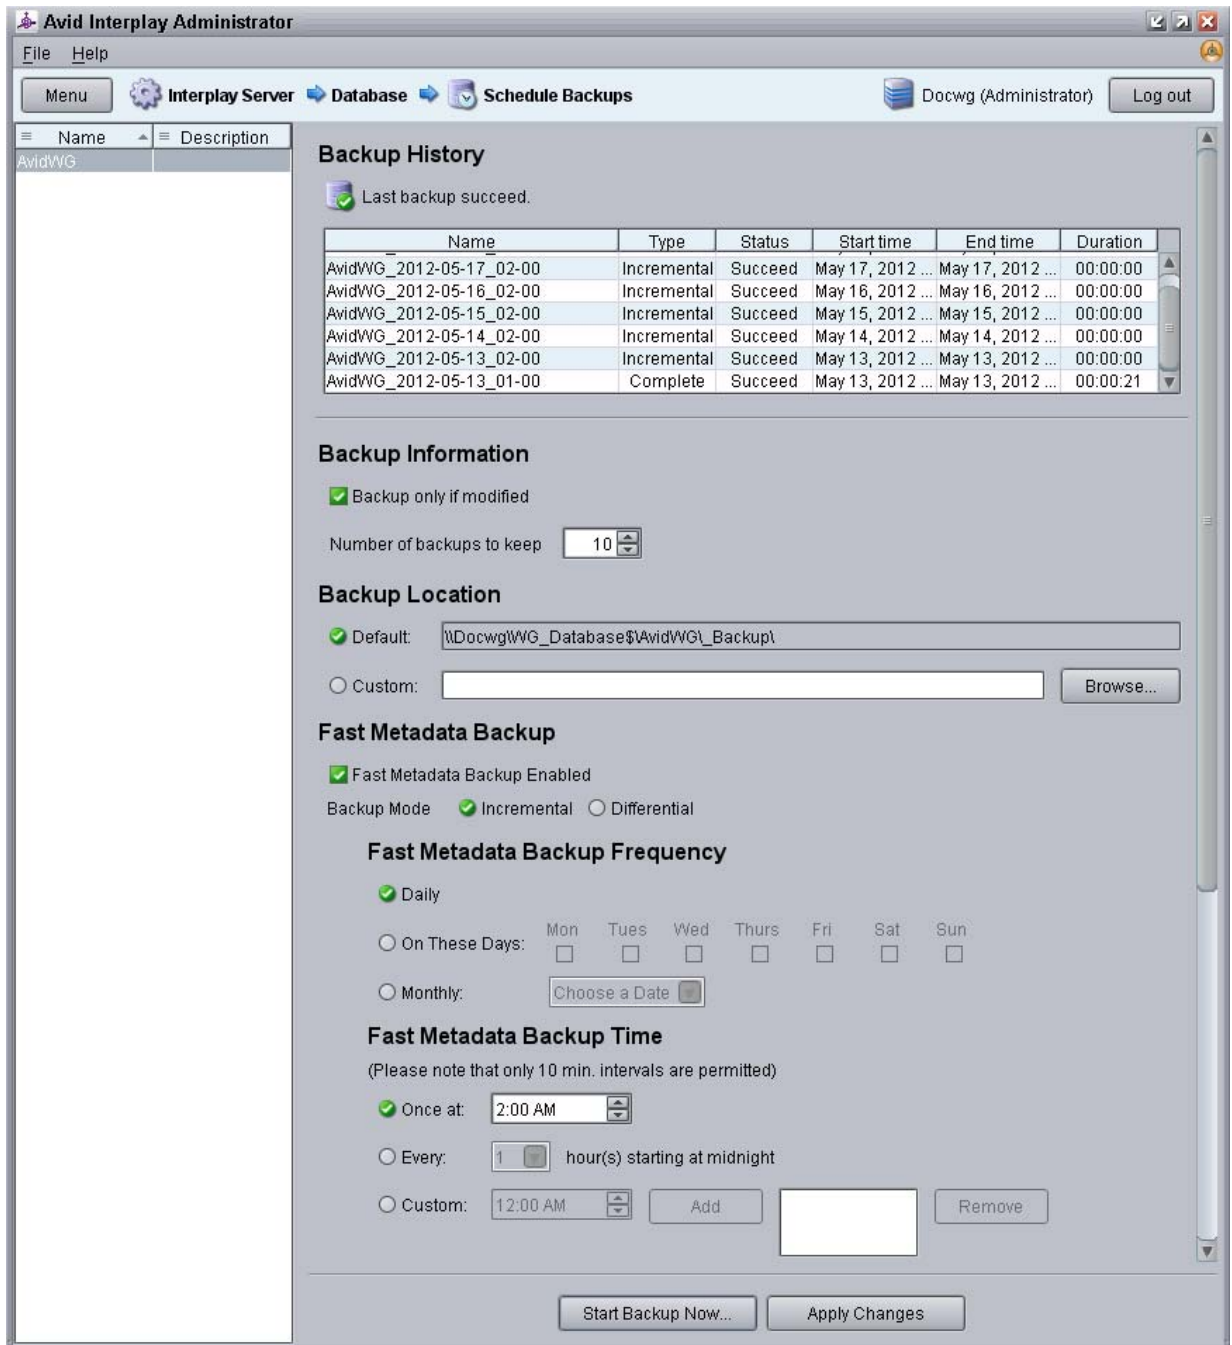 Avid Interplay Administrator
File Help
Menu Interplay Server Database Schedule Backups Docwg (Administrator) Log out
Name Description
AvidWG
Backup History
Last backup succeed.
Name Type Status Start time End time Duration
AvidWG_2012-05-17_02-00 Incremental Succeed May 17, 2012 ... May 17, 2012 ... 00:00:00
AvidWG_2012-05-16_02-00 Incremental Succeed May 16, 2012 ... May 16, 2012 ... 00:00:00
AvidWG_2012-05-15_02-00 Incremental Succeed May 15, 2012 ... May 15, 2012 ... 00:00:00
AvidWG_2012-05-14_02-00 Incremental Succeed May 14, 2012 ... May 14, 2012 ... 00:00:00
AvidWG_2012-05-13_02-00 Incremental Succeed May 13, 2012 ... May 13, 2012 ... 00:00:00
AvidWG_2012-05-13_01-00 Complete Succeed May 13, 2012 ... May 13, 2012 ... 00:00:21
Backup Information
Backup only if modified
Number of backups to keep 10
Backup Location
Default: \\Docwg\WG_Database$\AvidWG\_Backup\
Custom: Browse...
Fast Metadata Backup
Fast Metadata Backup Enabled
Backup Mode Incremental Differential
Fast Metadata Backup Frequency
Daily
On These Days: Mon Tues Wed Thurs Fri Sat Sun
Monthly: Choose a Date
Fast Metadata Backup Time
(Please note that only 10 min. intervals are permitted)
Once at: 2:00 AM
Every: 1 hour(s) starting at midnight
Custom: 12:00 AM Add Remove
Start Backup Now... Apply Changes